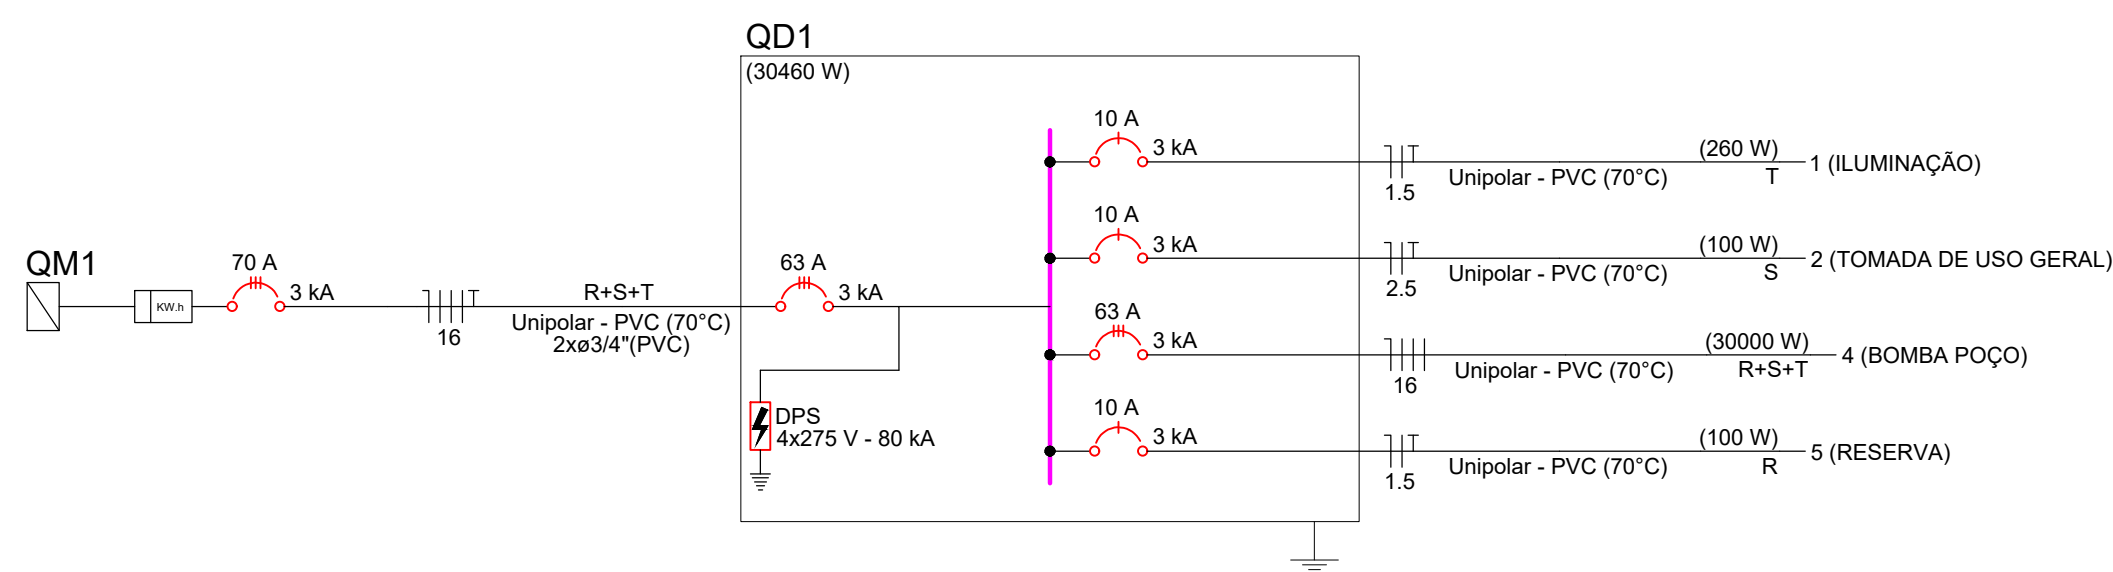 QM1
KW.h
70 A
3 kA
16
R+S+T
Unipolar - PVC (70°C)
2xø3/4"(PVC)
QD1
(30460 W)
63 A
3 kA
DPS
4x275 V - 80 kA
10 A
3 kA
1.5
Unipolar - PVC (70°C)
(260 W)
T
1 (ILUMINAÇÃO)
10 A
3 kA
2.5
Unipolar - PVC (70°C)
(100 W)
S
2 (TOMADA DE USO GERAL)
63 A
3 kA
16
Unipolar - PVC (70°C)
(30000 W)
R+S+T
4 (BOMBA POÇO)
10 A
3 kA
1.5
Unipolar - PVC (70°C)
(100 W)
R
5 (RESERVA)